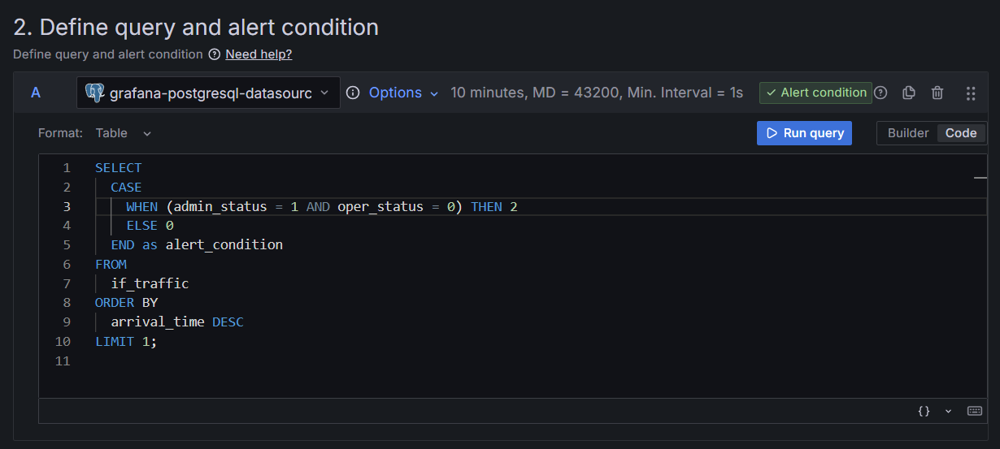 2. Define query and alert condition
Define query and alert condition Need help?
A grafana-postgresql-datasourc Options 10 minutes, MD = 43200, Min. Interval = 1s Alert condition
Format: Table Run query Builder Code
1 SELECT
2 CASE
3 WHEN (admin_status = 1 AND oper_status = 0) THEN 2
4 ELSE 0
5 END as alert_condition
6 FROM
7 if_traffic
8 ORDER BY
9 arrival_time DESC
10 LIMIT 1;
11
{}